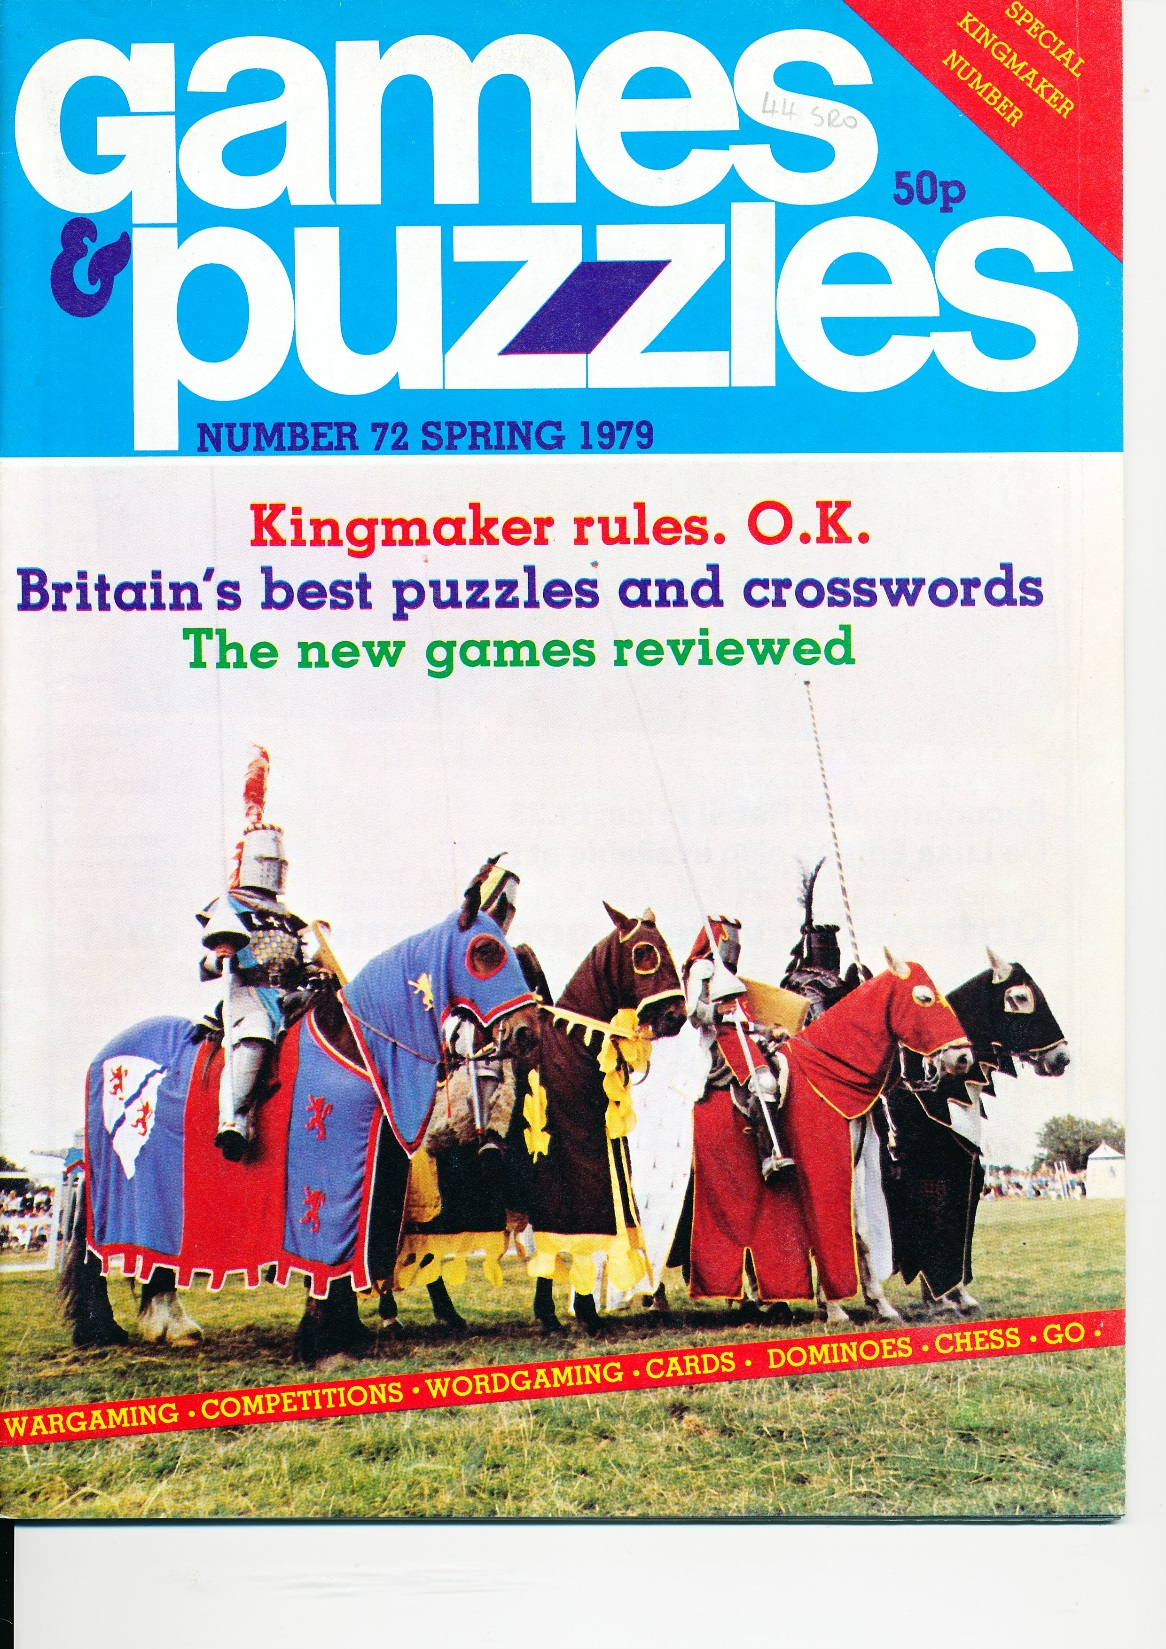 games
& puzzles
SPECIAL
KINGMAKER
NUMBER
44 SRO
50p
NUMBER 72 SPRING 1979
Kingmaker rules. O.K.
Britain's best puzzles and crosswords
The new games reviewed
WARGAMING · COMPETITIONS · WORDGAMING · CARDS · DOMINOES · CHESS · GO ·